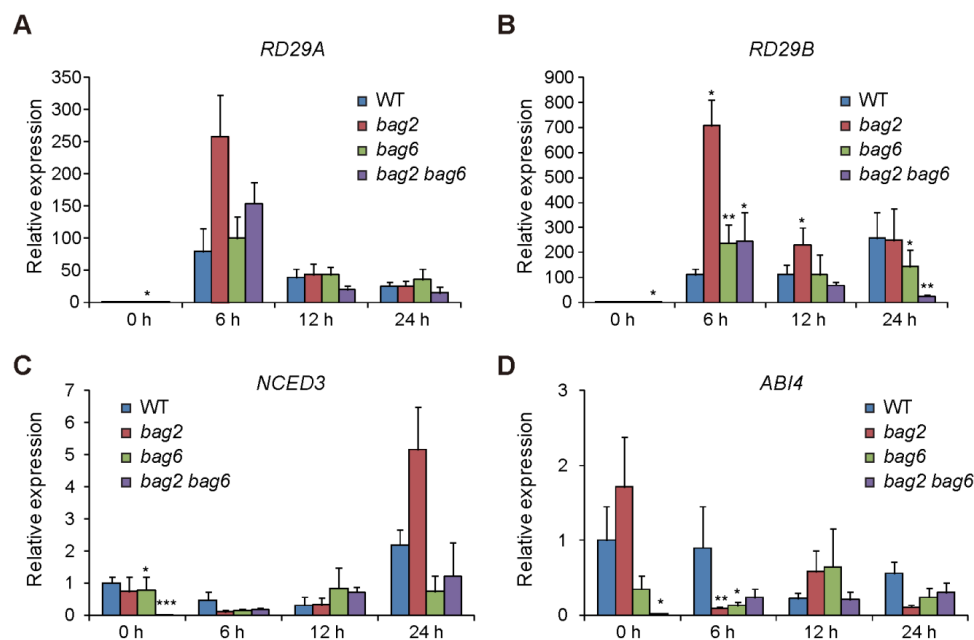 A
RD29A
Relative expression
350
300
250
200
150
100
50
0
WT
bag2
bag6
bag2 bag6
*
0 h 6 h 12 h 24 h
B
RD29B
Relative expression
900
800
700
600
500
400
300
200
100
0
WT
bag2
bag6
bag2 bag6
*
* ** *
*
* **
0 h 6 h 12 h 24 h
C
NCED3
Relative expression
7
6
5
4
3
2
1
0
WT
bag2
bag6
bag2 bag6
* ***
0 h 6 h 12 h 24 h
D
ABI4
Relative expression
3
2
1
0
WT
bag2
bag6
bag2 bag6
*
** *
0 h 6 h 12 h 24 h